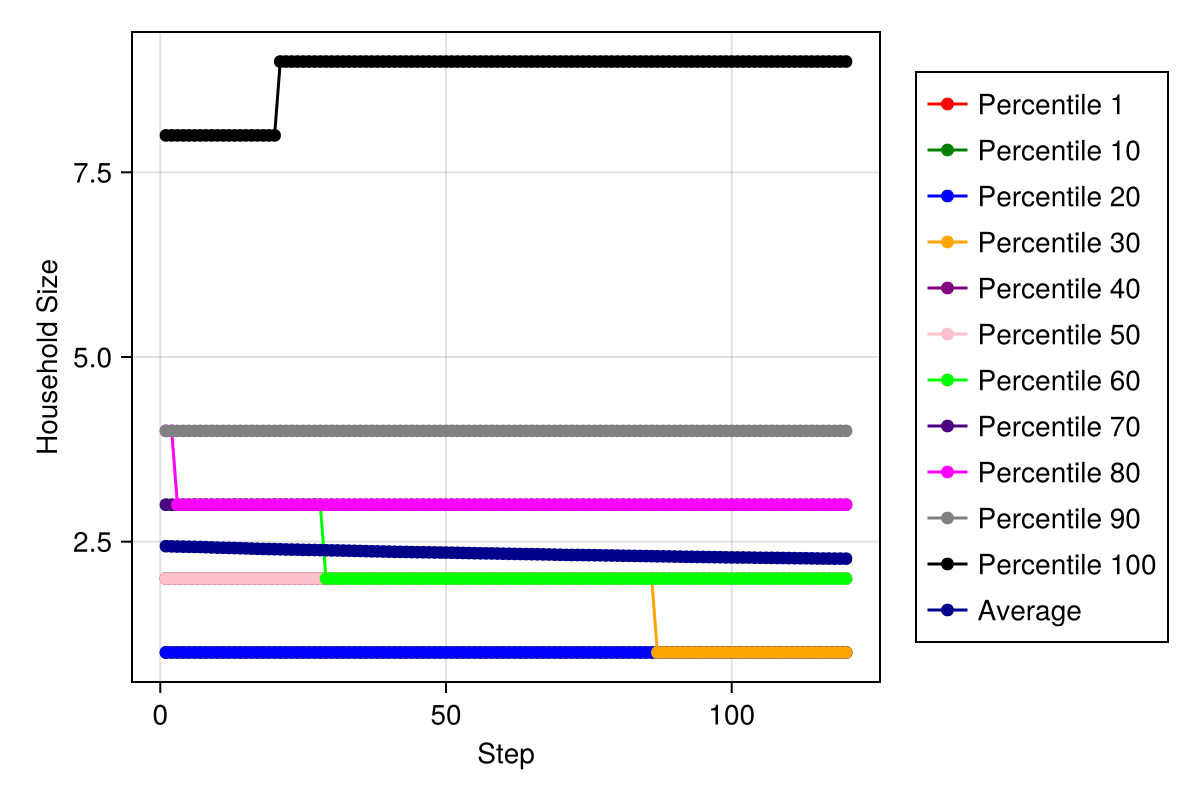 7.5
5.0
2.5
Household Size
0
50
100
Step
Percentile 1
Percentile 10
Percentile 20
Percentile 30
Percentile 40
Percentile 50
Percentile 60
Percentile 70
Percentile 80
Percentile 90
Percentile 100
Average